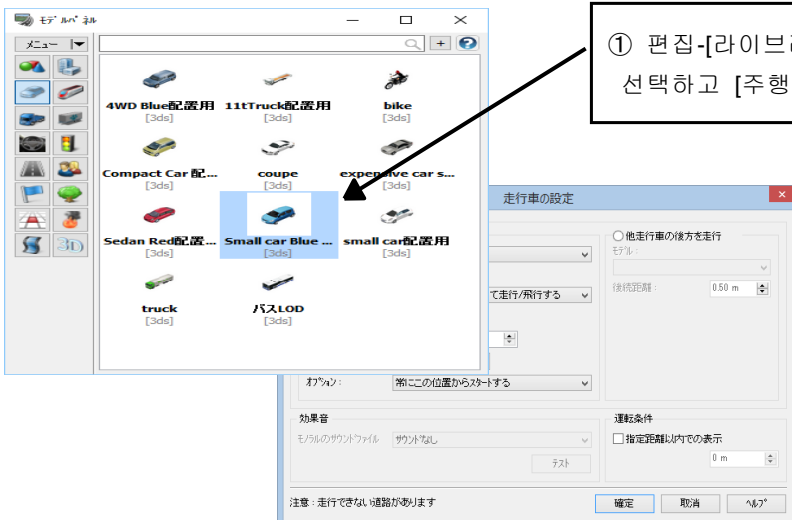 モデルパネル
メニュー
4WD Blue配置用
[3ds]
11tTruck配置用
[3ds]
bike
[3ds]
Compact Car 配...
[3ds]
coupe
[3ds]
expensive car s...
[3ds]
Sedan Red配置...
[3ds]
Small car Blue ...
[3ds]
small car配置用
[3ds]
truck
[3ds]
バスLOD
[3ds]
① 편집-[라이브
선택하고 [주행
走行車の設定
て走行/飛行する
オプション:
常にこの位置からスタートする
効果音
モノラルのサウンドファイル
サウンドなし
テスト
注意:走行できない道路があります
他走行車の後方を走行
モデル:
後続距離:
0.50 m
運転条件
指定距離以内での表示
0 m
確定
取消
ヘルプ